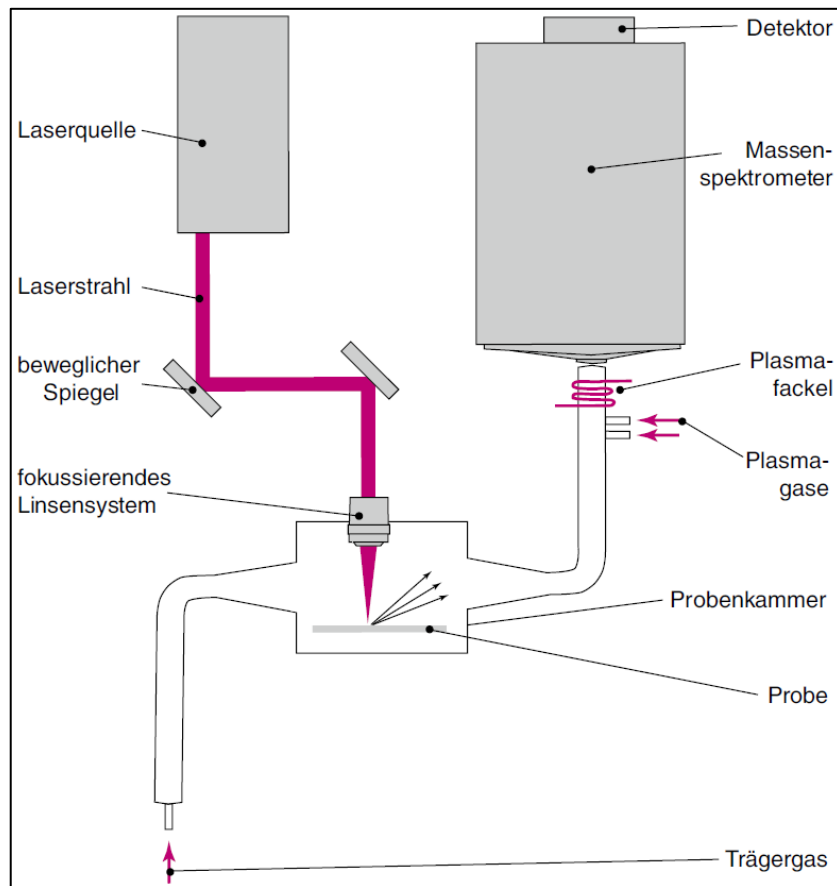 Detektor
Laserquelle
Massen-
spektrometer
Laserstrahl
beweglicher
Spiegel
Plasma-
fackel
fokussierendes
Linsensystem
Plasma-
gase
Probenkammer
Probe
Trägergas